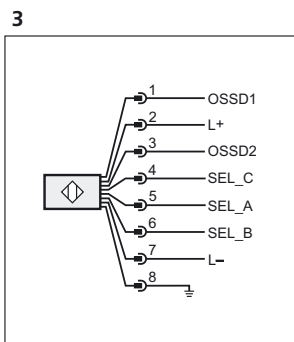 3
1 OSSD1
2 L+
3 OSSD2
4 SEL_C
5 SEL_A
6 SEL_B
7 L–
8